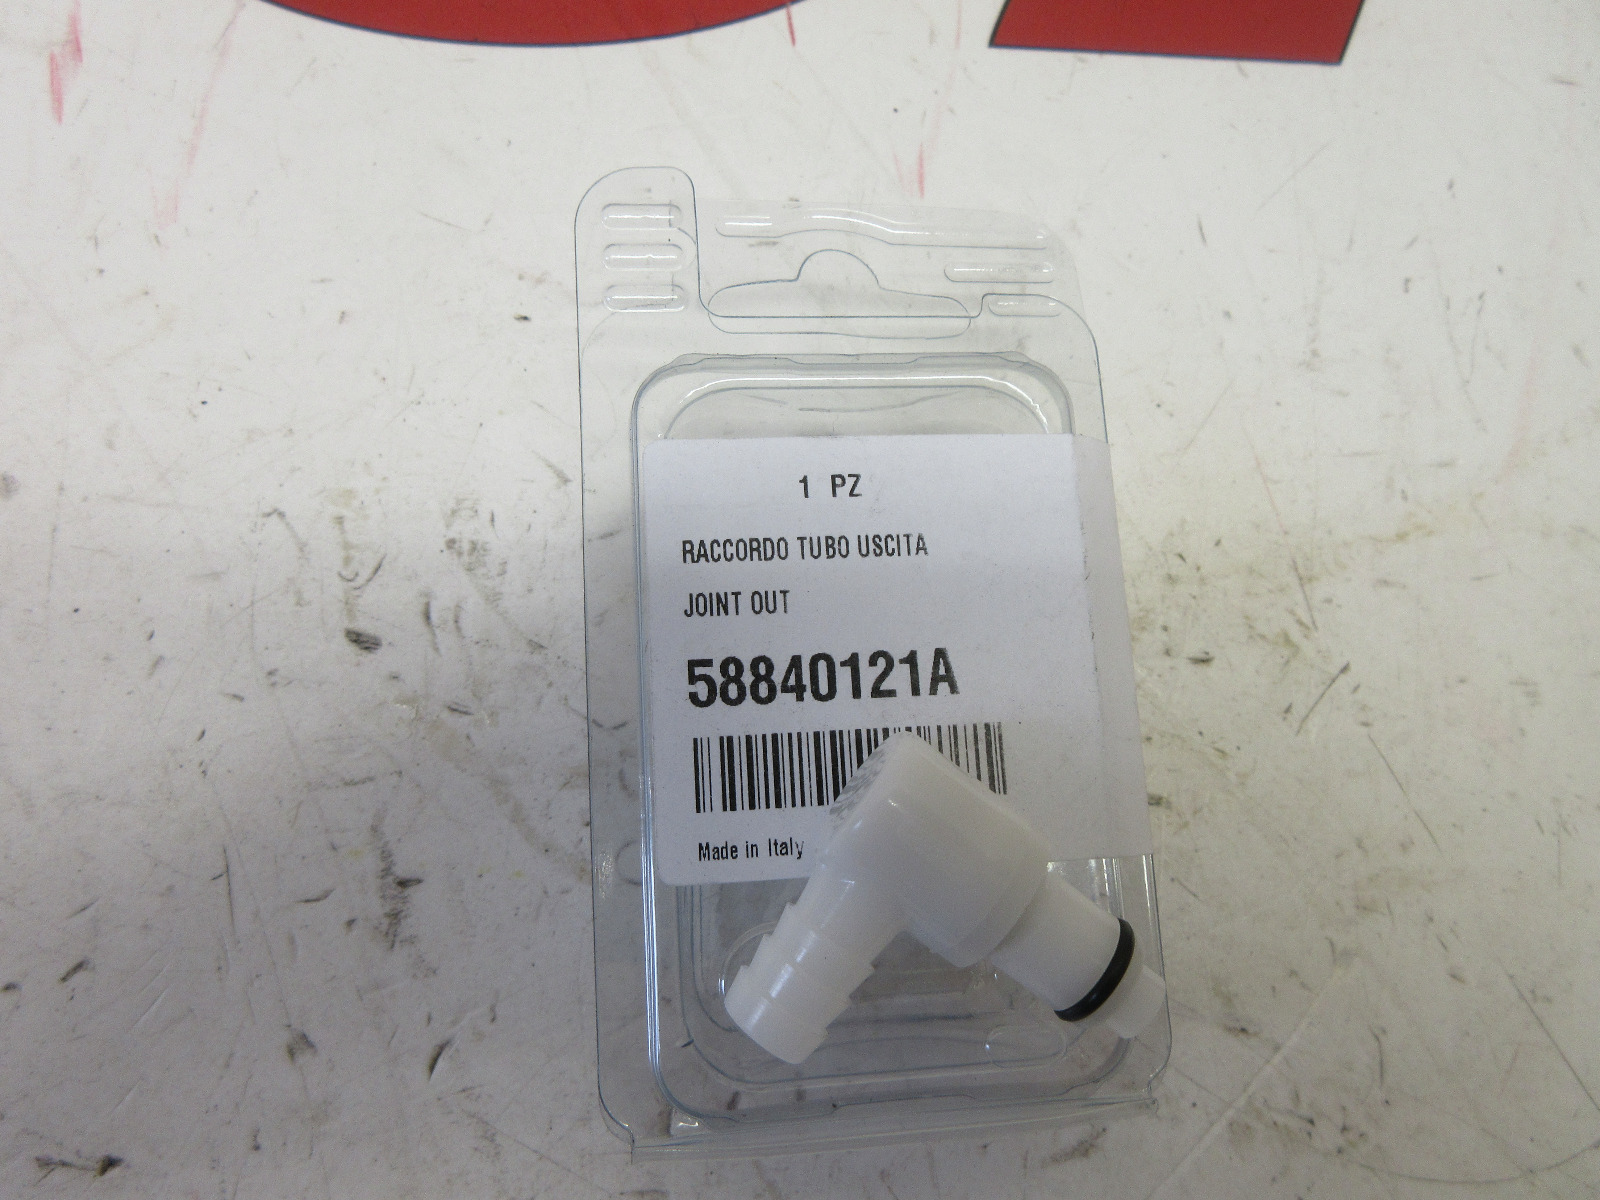 1 PZ
RACCORDO TUBO USCITA
JOINT OUT
58840121A
Made in Italy